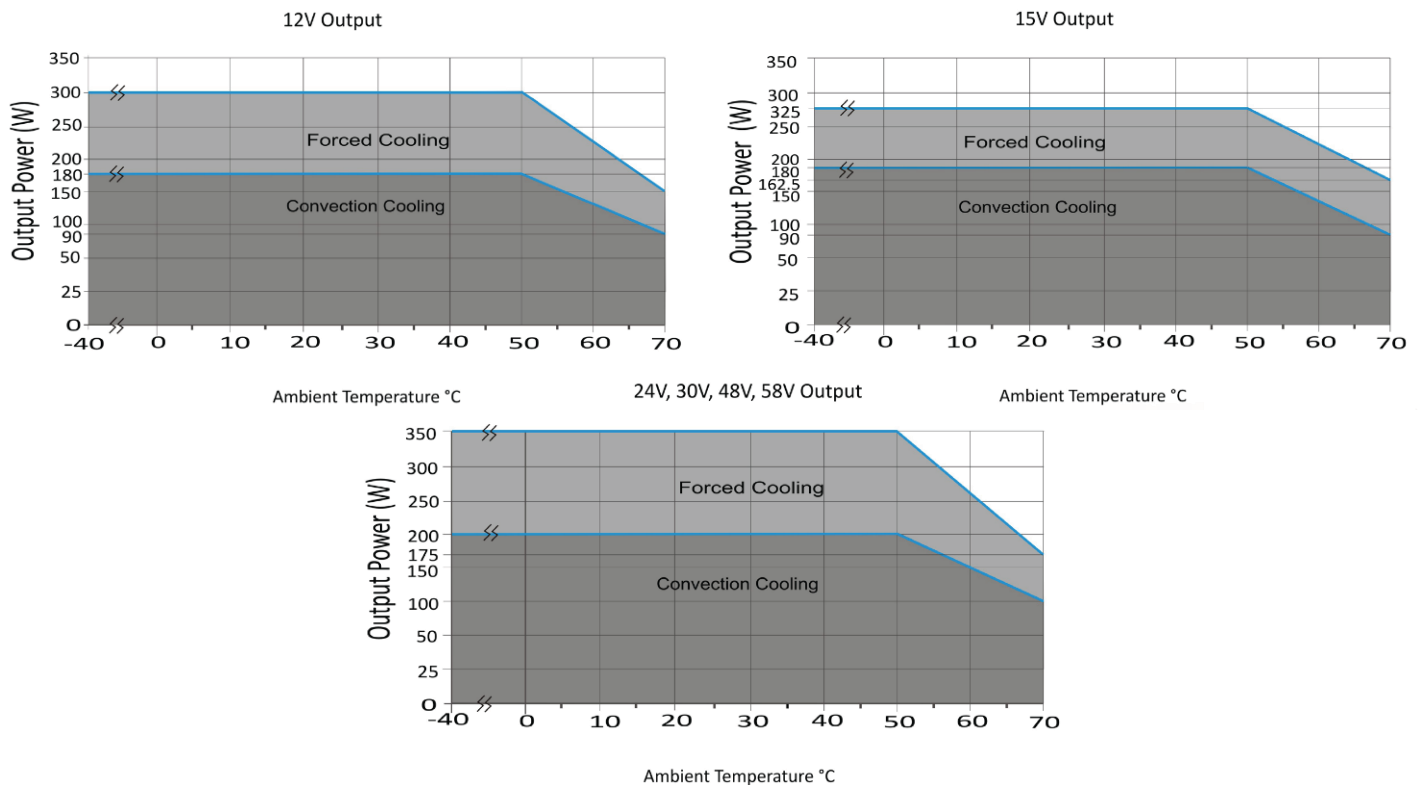 12V Output
350
300
250
200
180
150
100
90
50
25
0
Output Power (W)
Forced Cooling
Convection Cooling
-40 0 10 20 30 40 50 60 70
Ambient Temperature °C
15V Output
350
300
325
250
200
180
162.5
150
100
90
50
25
0
Output Power (W)
Forced Cooling
Convection Cooling
-40 0 10 20 30 40 50 60 70
Ambient Temperature °C
24V, 30V, 48V, 58V Output
350
300
250
200
175
150
100
50
25
0
Output Power (W)
Forced Cooling
Convection Cooling
-40 0 10 20 30 40 50 60 70
Ambient Temperature °C